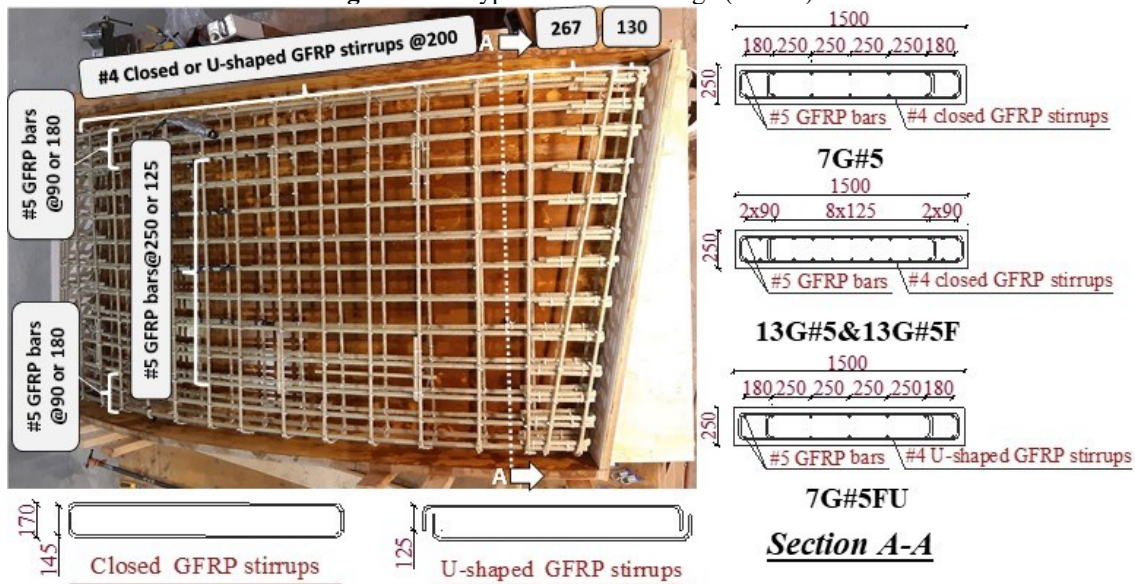 #4 Closed or U-shaped GFRP stirrups @200
A
267
130
#5 GFRP bars
@90 or 180
#5 GFRP bars@250 or 125
#5 GFRP bars
@90 or 180
A
170
145
Closed GFRP stirrups
125
U-shaped GFRP stirrups
1500
180 250 250 250 250 180
250
#5 GFRP bars
#4 closed GFRP stirrups
7G#5
1500
2x90 8x125 2x90
250
#5 GFRP bars
#4 closed GFRP stirrups
13G#5&13G#5F
1500
180 250 250 250 250 180
250
#5 GFRP bars
#4 U-shaped GFRP stirrups
7G#5FU
Section A-A